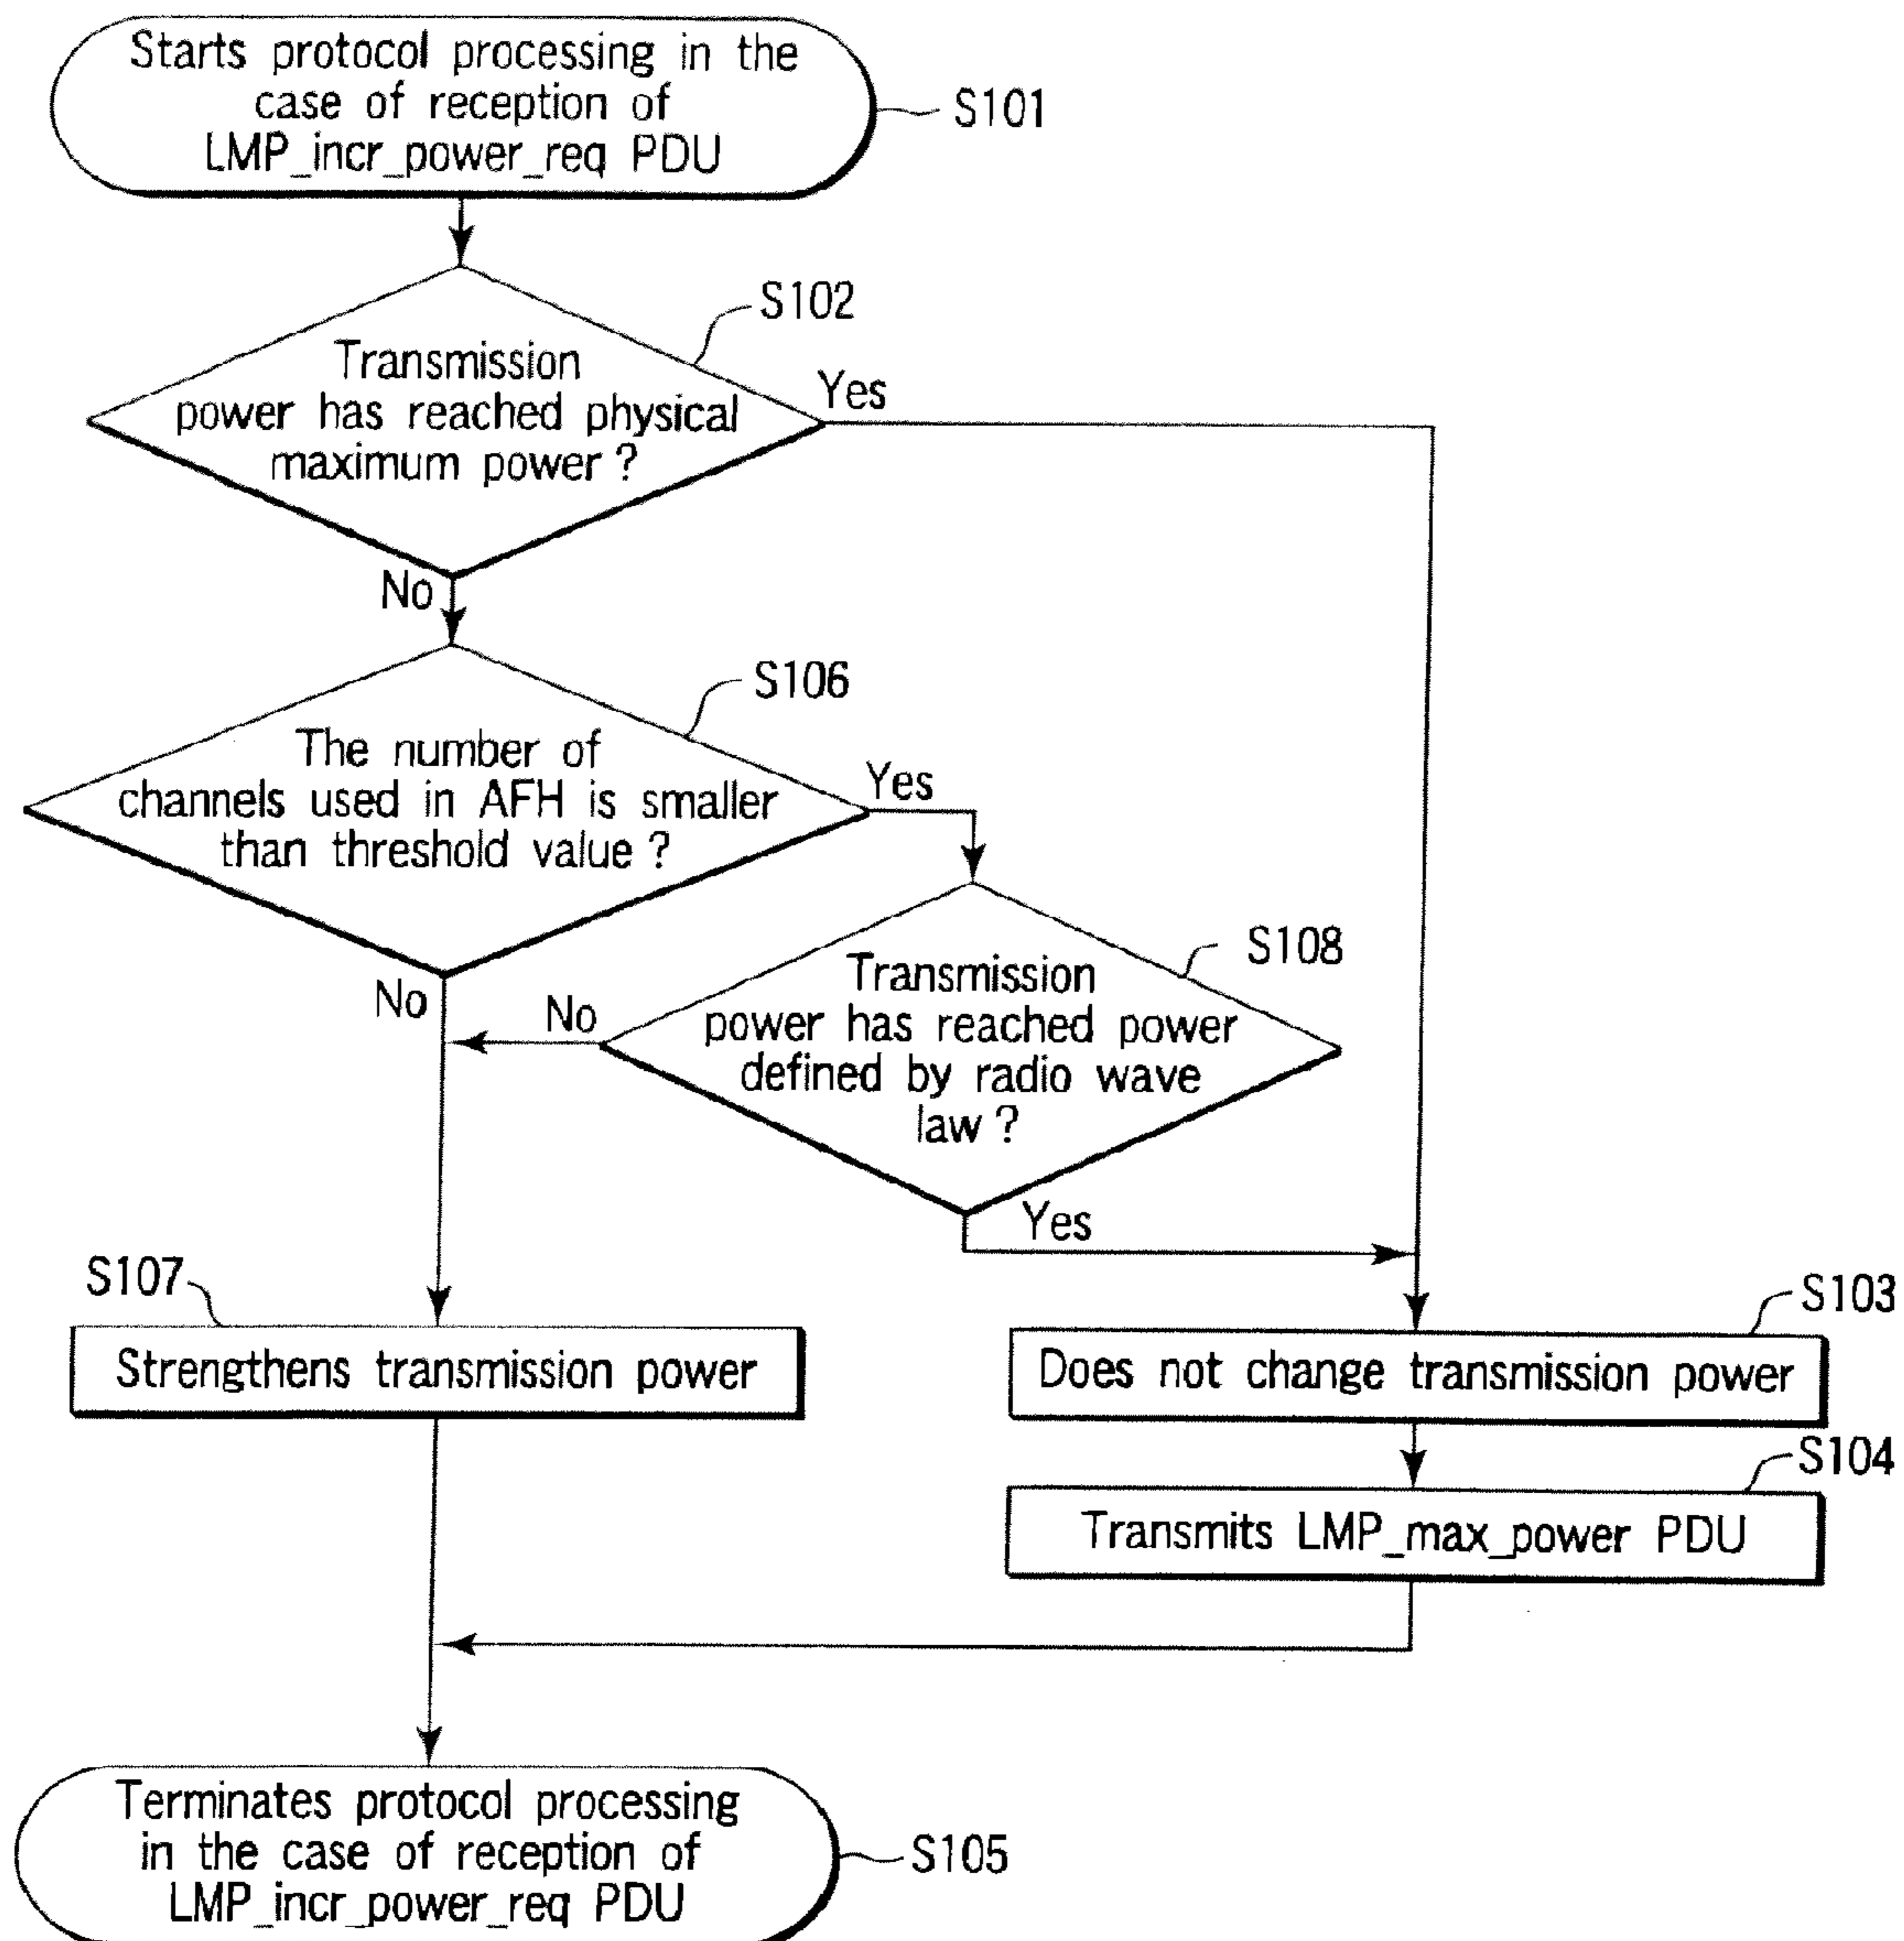 Starts protocol processing in the
case of reception of
LMP_incr_power_req PDU
S101
S102
Transmission
power has reached physical
maximum power ?
Yes
No
S106
The number of
channels used in AFH is smaller
than threshold value ?
Yes
No
S108
Transmission
power has reached power
defined by radio wave
law ?
No
Yes
S107
Strengthens transmission power
S103
Does not change transmission power
S104
Transmits LMP_max_power PDU
Terminates protocol processing
in the case of reception of
LMP_incr_power_req PDU
S105